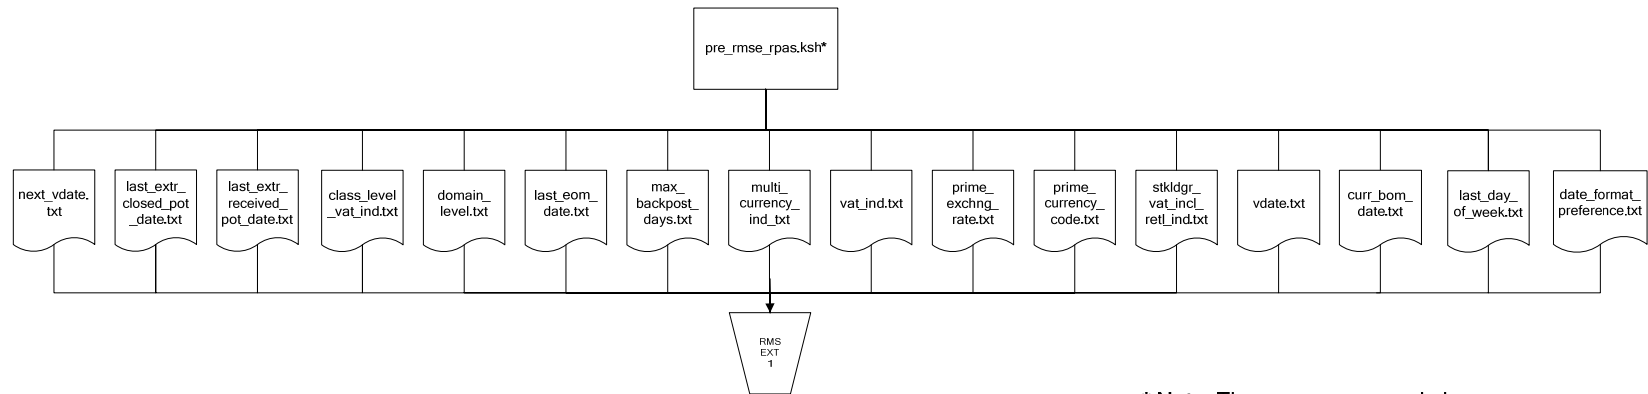 pre_rmse_rpas.ksh*
next_vdate.
txt
last_extr_
closed_pot
_date.txt
last_extr_
received_
pot_date.txt
class_level
_vat_ind.txt
domain_
level.txt
last_eom_
date.txt
max_
backpost_
days.txt
multi_
currency_
ind_txt
vat_ind.txt
prime_
exchng_
rate.txt
prime_
currency_
code.txt
stkldgr_
vat_incl_
retl_ind.txt
vdate.txt
curr_bom_
date.txt
last_day_
of_week.txt
date_format_
preference.txt
RMS
EXT
1
* Note: The